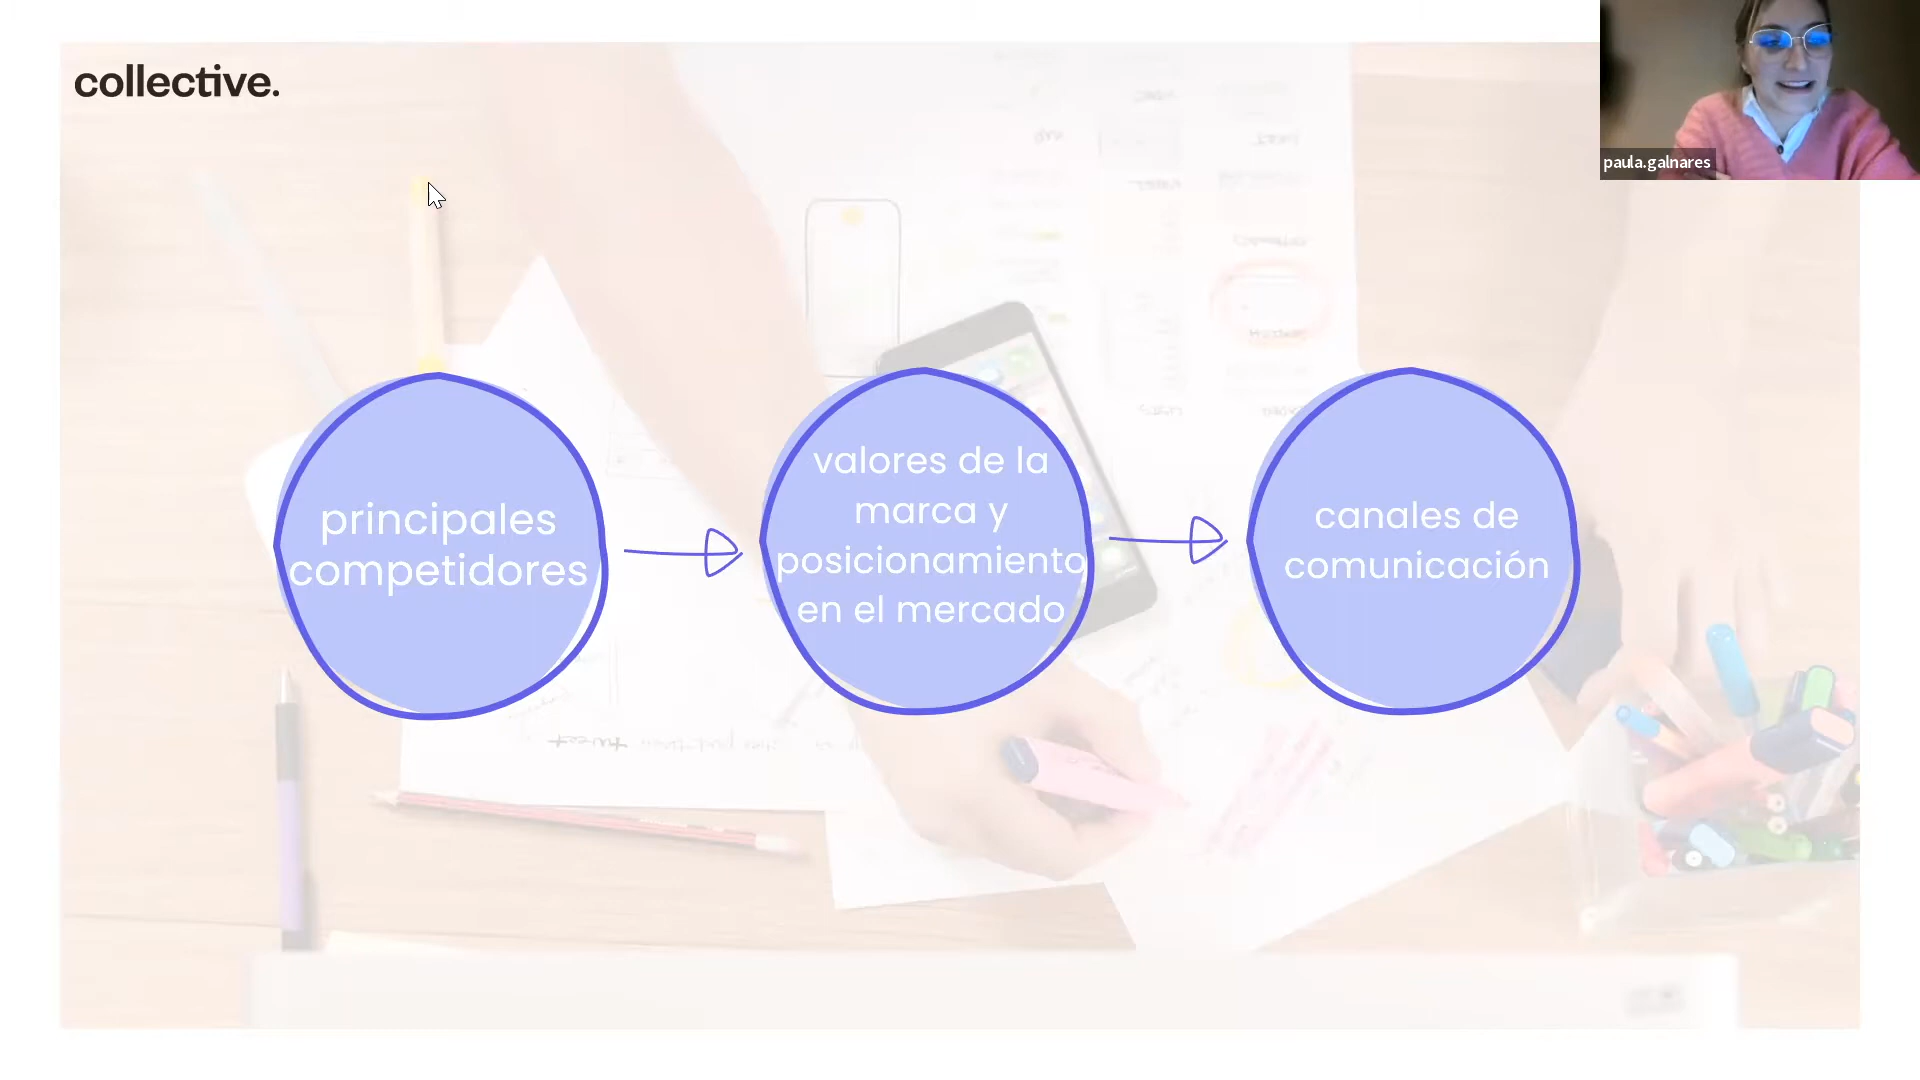 collective.
paula.galnares
principales
competidores
valores de la
marca y
posicionamiento
en el mercado
canales de
comunicación